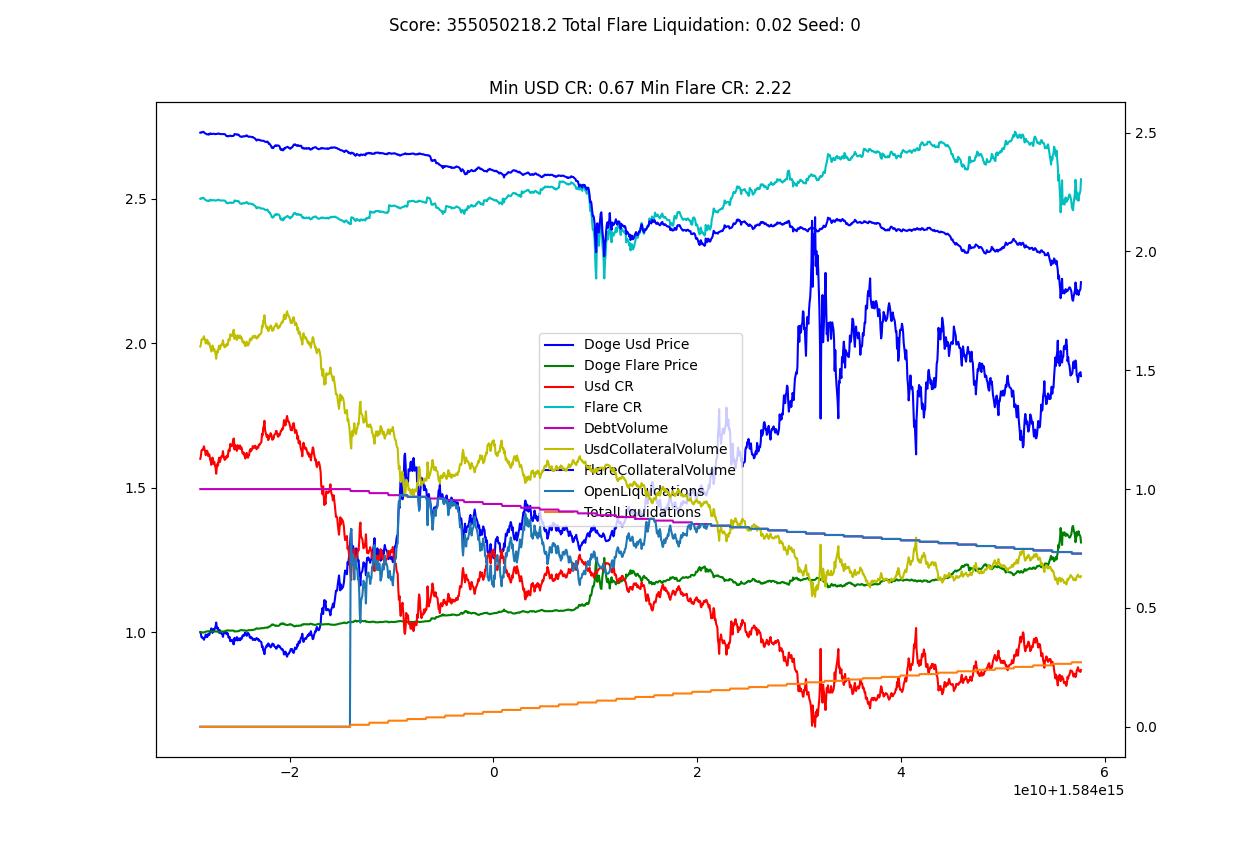 Score: 355050218.2 Total Flare Liquidation: 0.02 Seed: 0
Min USD CR: 0.67 Min Flare CR: 2.22
2.5
2.0
1.5
1.0
2.5
2.0
1.5
1.0
0.5
0.0
Doge Usd Price
Doge Flare Price
Usd CR
Flare CR
DebtVolume
UsdCollateralVolume
FlareCollateralVolume
OpenLiquidations
TotalLiquidations
−2 0 2 4 6
1e10+1.584e15